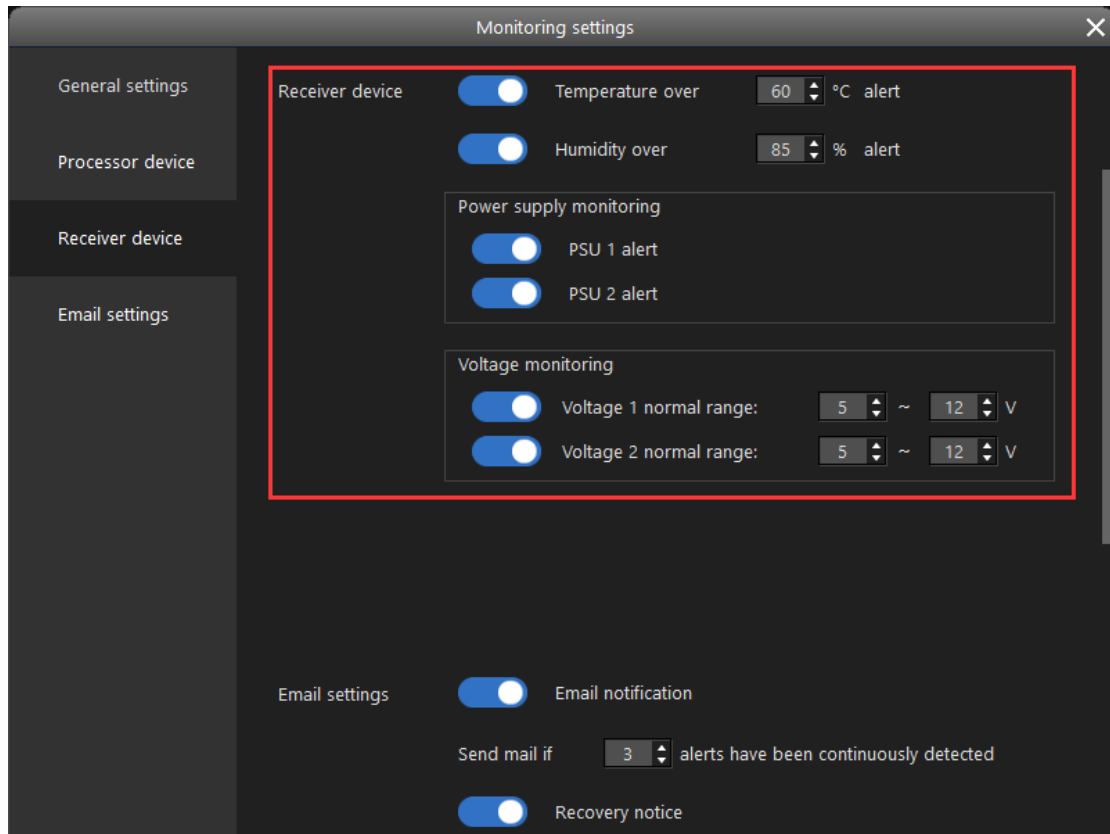 Monitoring settings
General settings
Processor device
Receiver device
Email settings
Receiver device
Temperature over 60 °C alert
Humidity over 85 % alert
Power supply monitoring
PSU 1 alert
PSU 2 alert
Voltage monitoring
Voltage 1 normal range: 5 ~ 12 V
Voltage 2 normal range: 5 ~ 12 V
Email settings
Email notification
Send mail if 3 alerts have been continuously detected
Recovery notice